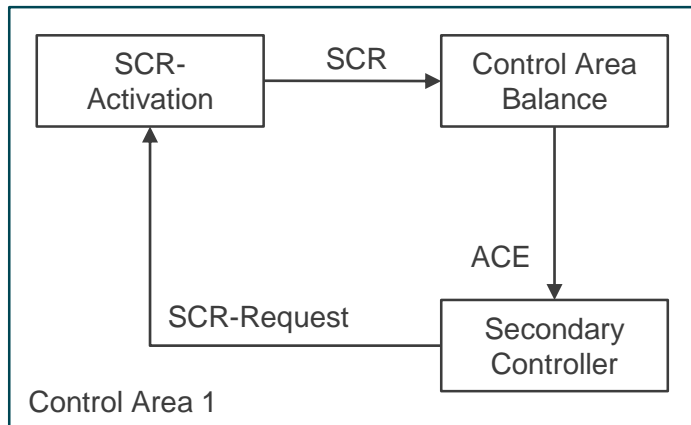 SCR-
Activation
SCR
Control Area
Balance
ACE
SCR-Request
Secondary
Controller
Control Area 1